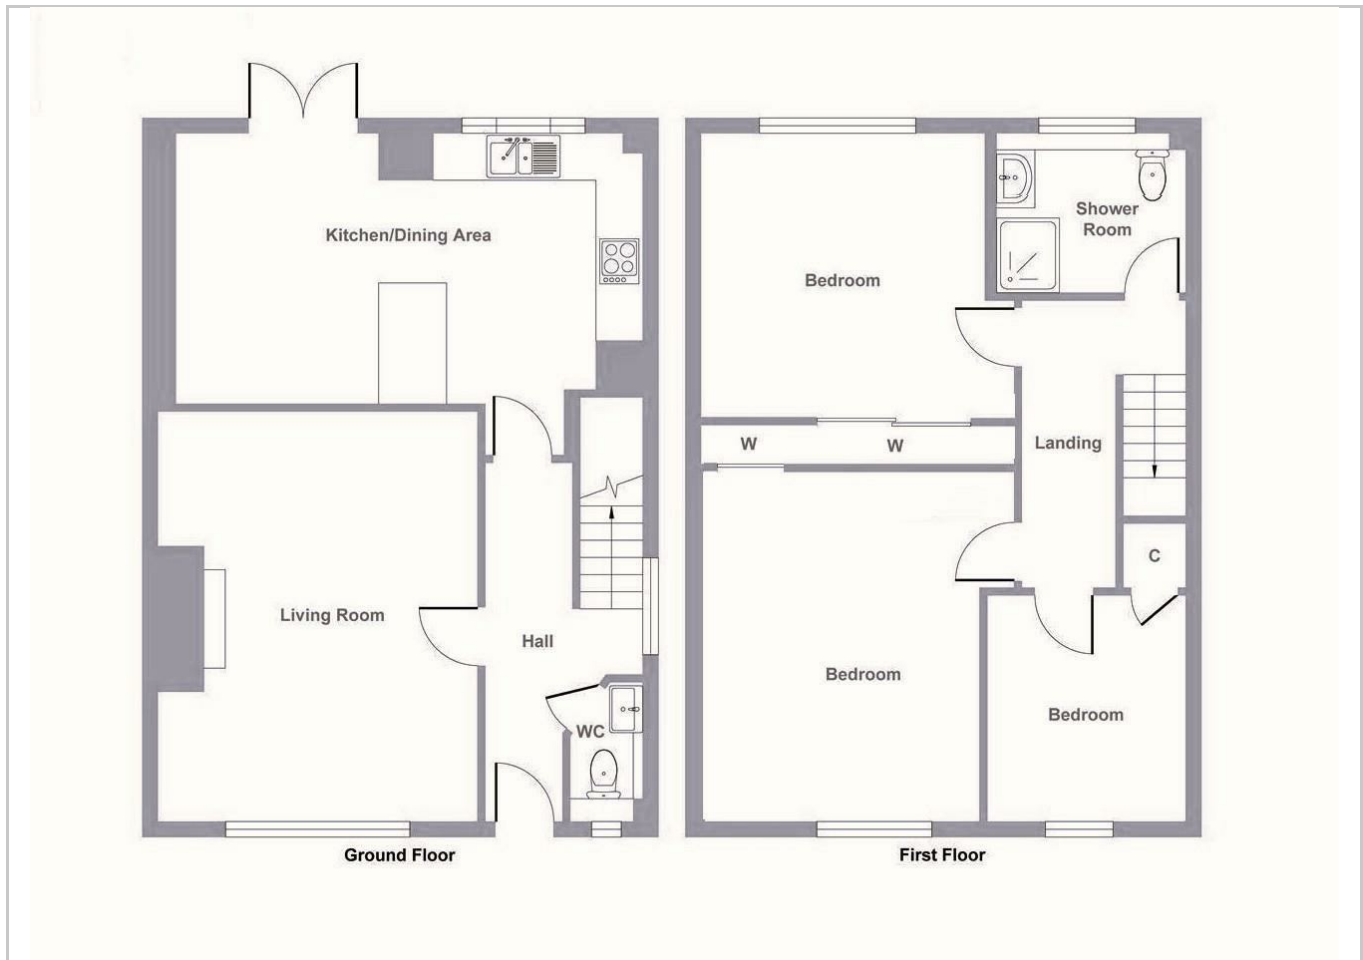 Kitchen/Dining Area
Living Room
Hall
WC
Ground Floor
Shower
Room
Bedroom
W
W
Landing
C
Bedroom
Bedroom
First Floor